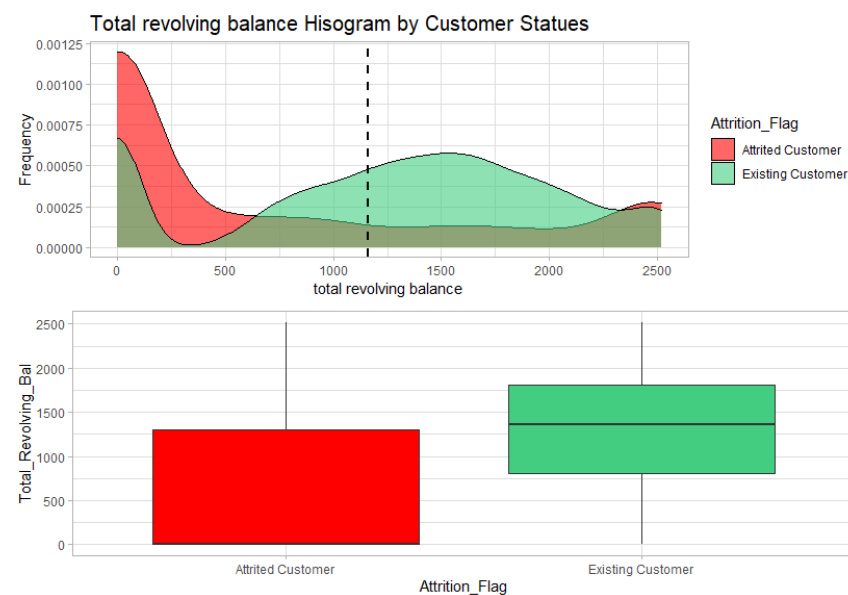 Total revolving balance Hisogram by Customer Statues
0.00125
0.00100
0.00075
0.00050
0.00025
0.00000
Frequency
0 500 1000 1500 2000 2500
total revolving balance
Attrition_Flag
Attrited Customer
Existing Customer
2500
2000
1500
1000
500
0
Total_Revolving_Bal
Attrited Customer Existing Customer
Attrition_Flag